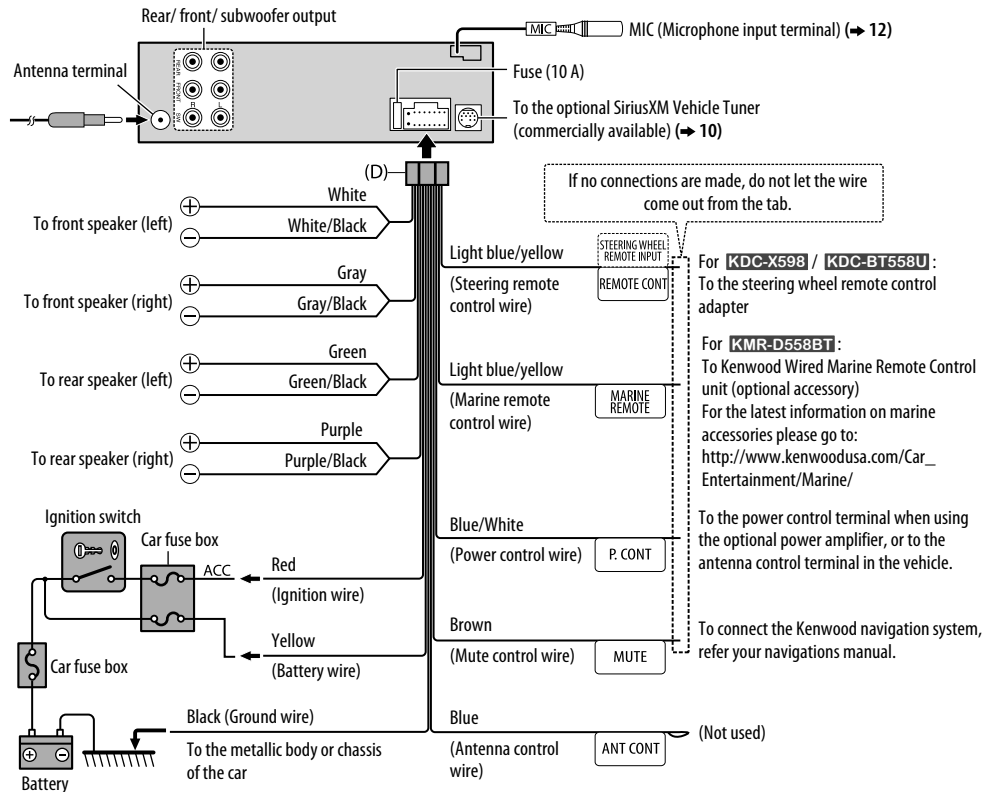 Rear/ front/ subwoofer output
MIC
MIC (Microphone input terminal) (➜ 12)
Antenna terminal
REAR
FRONT
R
L
SW
Fuse (10 A)
To the optional SiriusXM Vehicle Tuner
(commercially available) (➜ 10)
(D)
If no connections are made, do not let the wire
come out from the tab.
To front speaker (left)
+
White
−
White/Black
To front speaker (right)
+
Gray
−
Gray/Black
To rear speaker (left)
+
Green
−
Green/Black
To rear speaker (right)
+
Purple
−
Purple/Black
Light blue/yellow
(Steering remote
control wire)
STEERING WHEEL
REMOTE INPUT
REMOTE CONT
For KDC-X598 / KDC-BT558U :
To the steering wheel remote control
adapter
Light blue/yellow
(Marine remote
control wire)
MARINE
REMOTE
For KMR-D558BT :
To Kenwood Wired Marine Remote Control
unit (optional accessory)
For the latest information on marine
accessories please go to:
http://www.kenwoodusa.com/Car_
Entertainment/Marine/
Blue/White
(Power control wire)
P. CONT
To the power control terminal when using
the optional power amplifier, or to the
antenna control terminal in the vehicle.
Ignition switch
Car fuse box
ACC
Red
(Ignition wire)
Yellow
(Battery wire)
Car fuse box
Brown
(Mute control wire)
MUTE
To connect the Kenwood navigation system,
refer your navigations manual.
Black (Ground wire)
To the metallic body or chassis
of the car
+
−
Battery
Blue
(Antenna control
wire)
ANT CONT
(Not used)